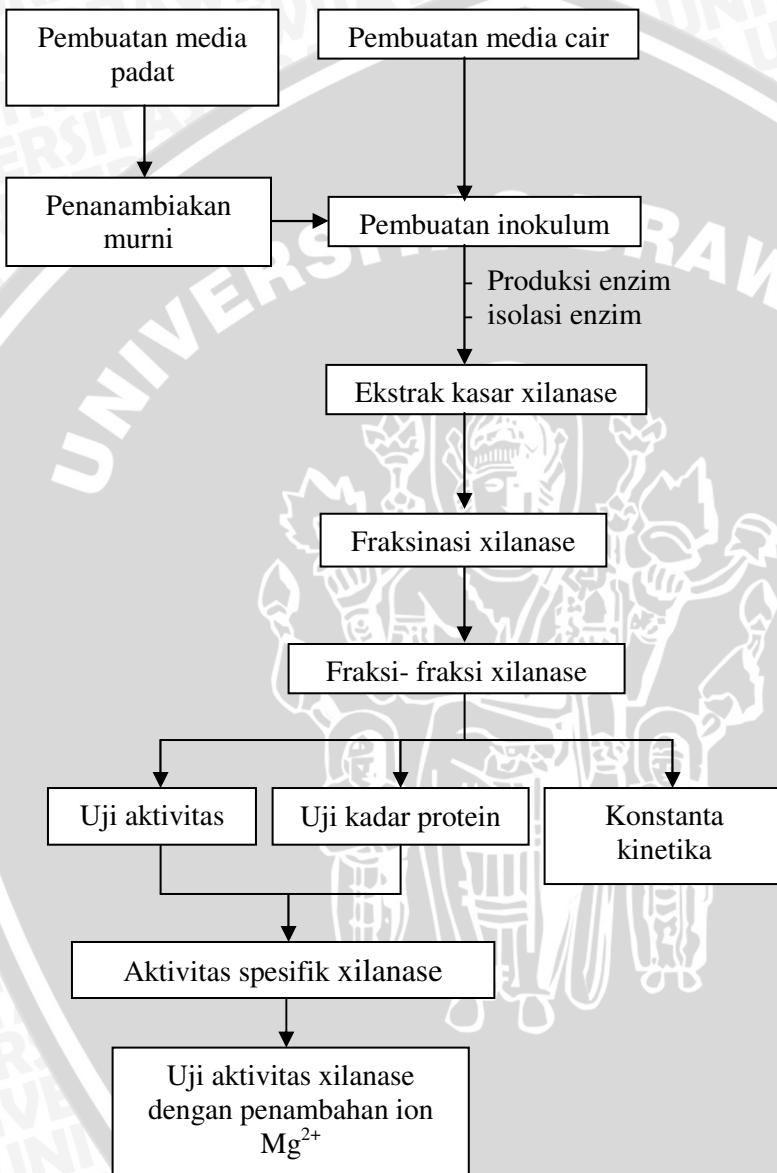 Pembuatan media
padat
Pembuatan media cair
Penanambiakan
murni
Pembuatan inokulum
- Produksi enzim
- isolasi enzim
Ekstrak kasar xilanase
Fraksinasi xilanase
Fraksi- fraksi xilanase
Uji aktivitas
Uji kadar protein
Konstanta
kinetika
Aktivitas spesifik xilanase
Uji aktivitas xilanase
dengan penambahan ion
Mg²⁺